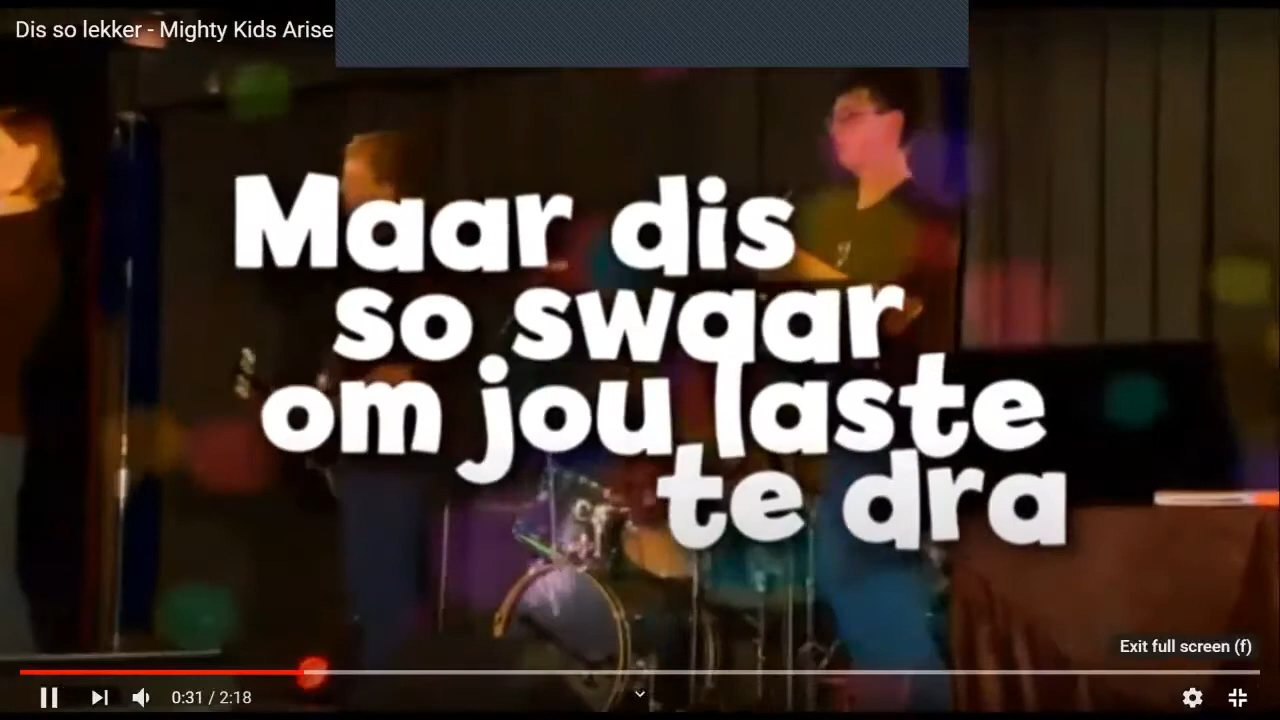 Dis so lekker - Mighty Kids Arise
Maar dis
so swaar
om jou laste
te dra
Exit full screen (f)
0:31 / 2:18